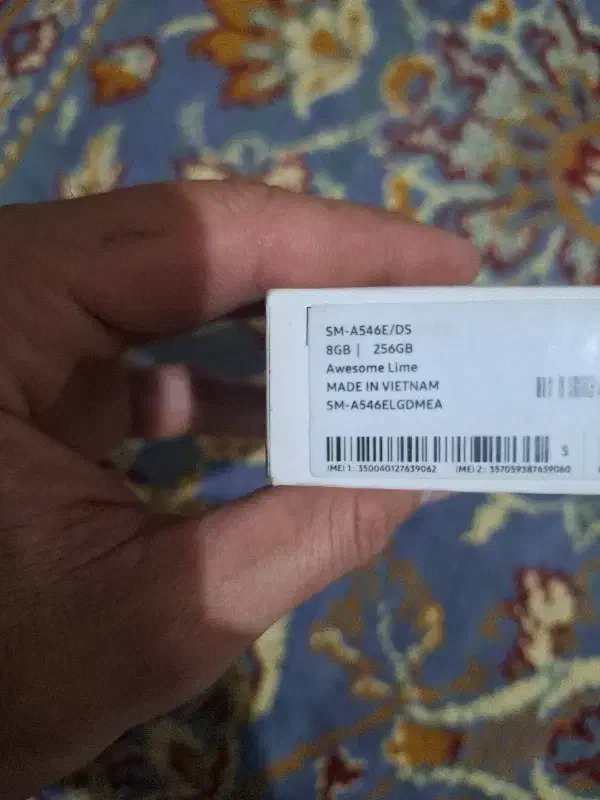 SM-A546E/DS
8GB | 256GB
Awesome Lime
MADE IN VIETNAM
SM-A546ELGDMEA
S
IMEI 1: 350040127639062 IMEI 2: 357059387639060